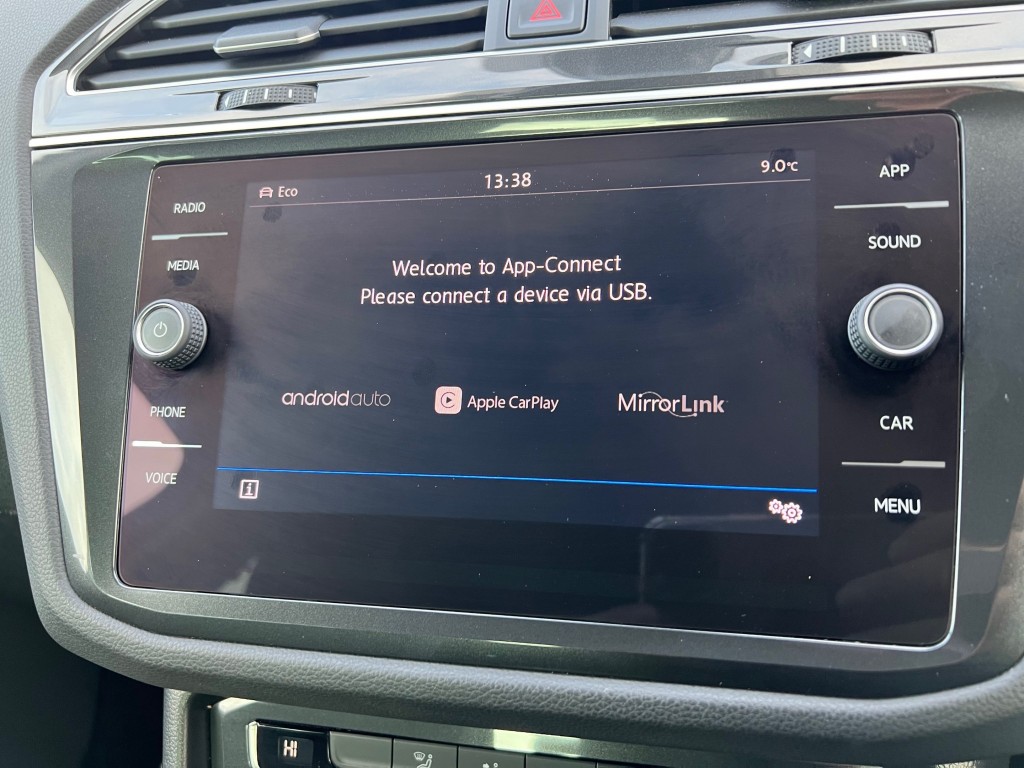 RADIO
MEDIA
PHONE
VOICE
Eco
13:38
9.0°C
Welcome to App-Connect
Please connect a device via USB.
androidauto
Apple CarPlay
MirrorLink
i
APP
SOUND
CAR
MENU
HI